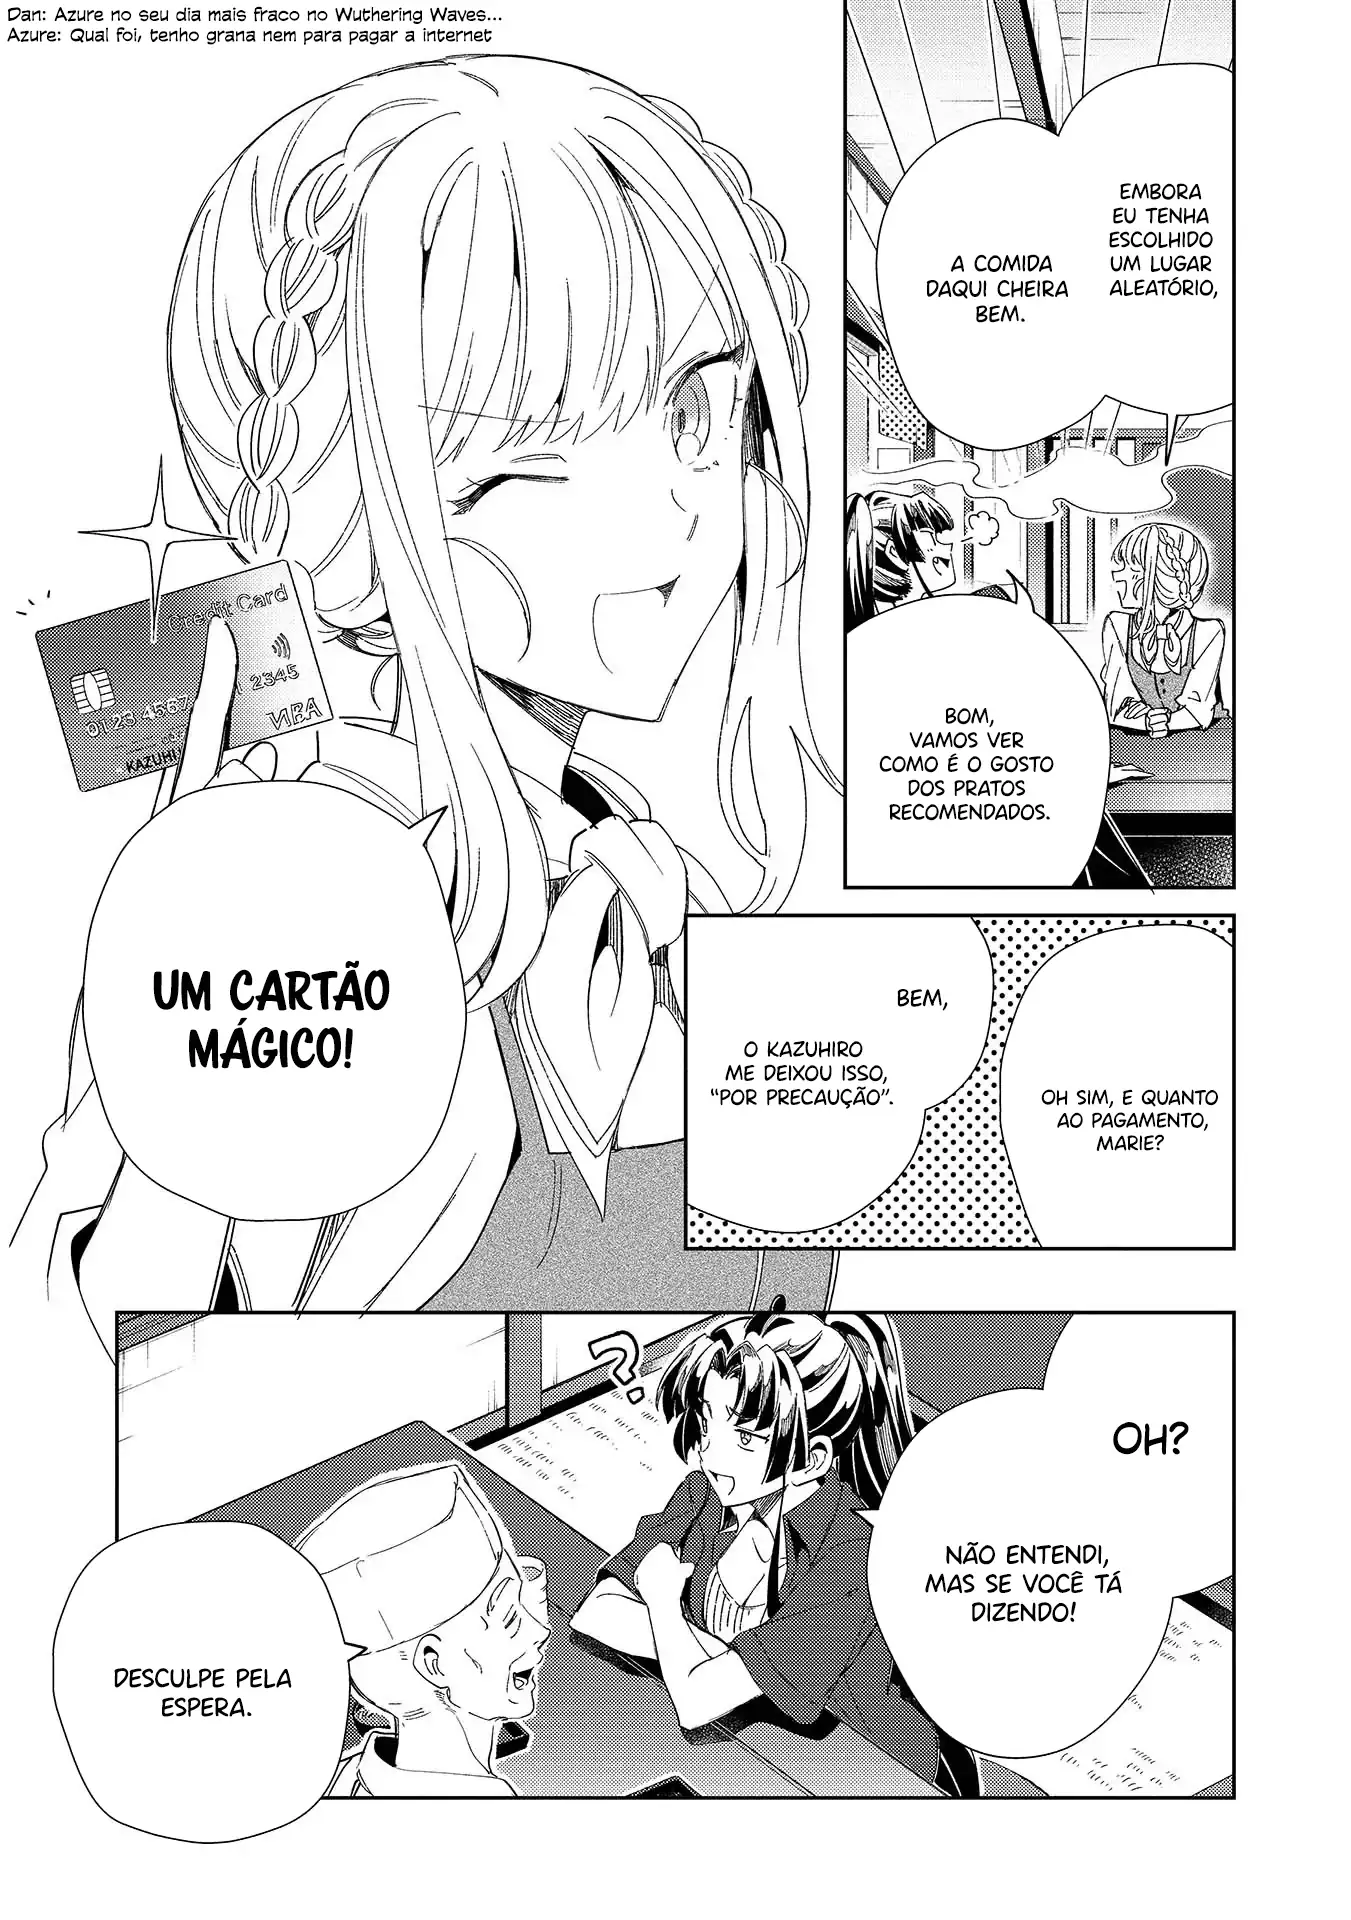 Dan: Azure no seu dia mais fraco no Wuthering Waves...
Azure: Qual foi, tenho grana nem para pagar a internet
EMBORA
EU TENHA
ESCOLHIDO
UM LUGAR
ALEATÓRIO,
A COMIDA
DAQUI CHEIRA
BEM.
BOM,
VAMOS VER
COMO É O GOSTO
DOS PRATOS
RECOMENDADOS.
OH SIM, E QUANTO
AO PAGAMENTO,
MARIE?
BEM,
O KAZUHIRO
ME DEIXOU ISSO,
“POR PRECAUÇÃO”.
Credit Card
0123 4567 1 2345
KAZUHI
UM CARTÃO
MÁGICO!
?
OH?
NÃO ENTENDI,
MAS SE VOCÊ TÁ
DIZENDO!
DESCULPE PELA
ESPERA.